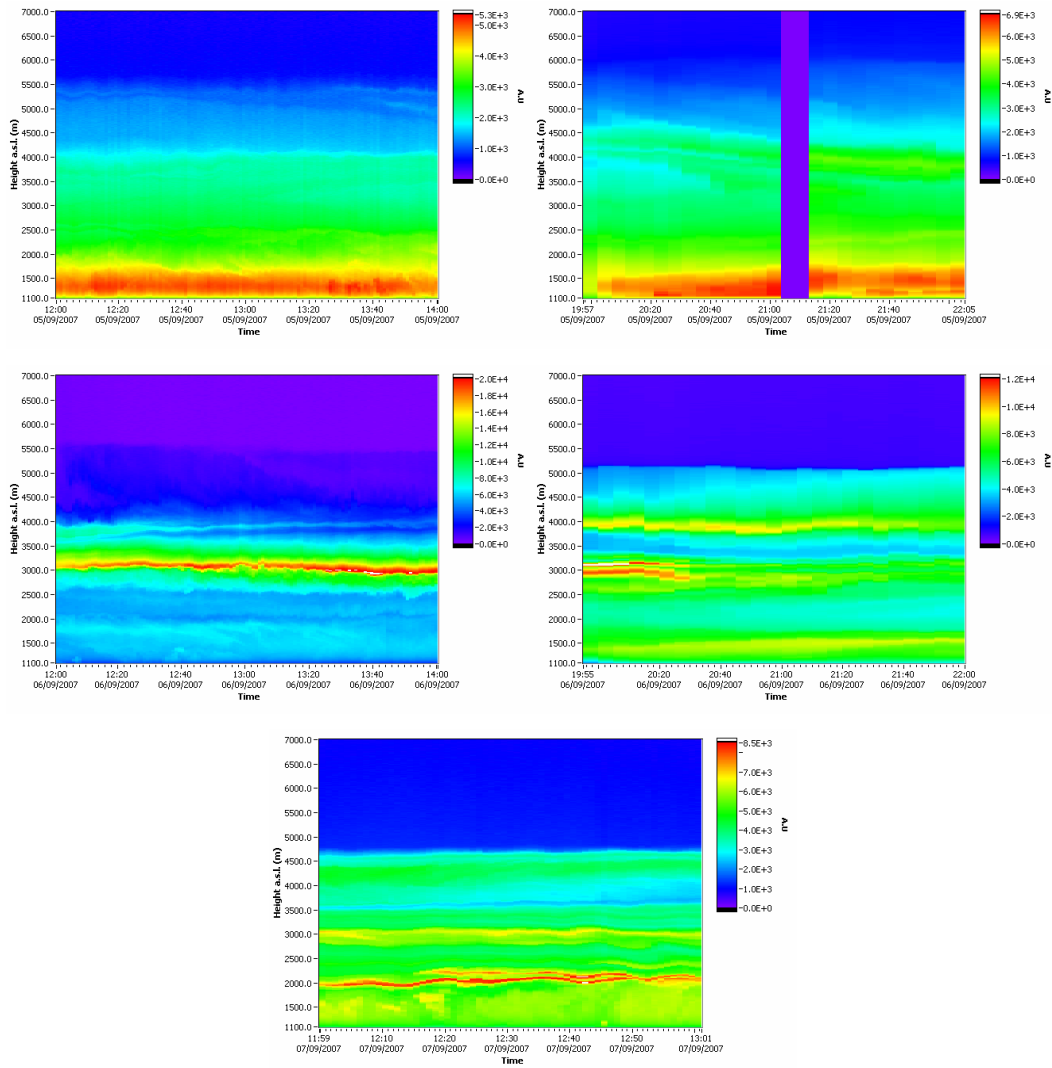 7000.0
6000.0
5500.0
5000.0
4500.0
4000.0
3500.0
3000.0
2500.0
2000.0
1500.0
1100.0
Height a.s.l. (m)
12:00 12:20 12:40 13:00 13:20 13:40 14:00
05/09/2007 05/09/2007 05/09/2007 05/09/2007 05/09/2007 05/09/2007 05/09/2007
Time
5.3E+3
5.0E+3
4.0E+3
3.0E+3
2.0E+3
1.0E+3
0.0E+0
A.U
7000.0
6000.0
5500.0
5000.0
4500.0
4000.0
3500.0
3000.0
2500.0
2000.0
1500.0
1100.0
Height a.s.l. (m)
19:57 20:20 20:40 21:00 21:20 21:40 22:05
05/09/2007 05/09/2007 05/09/2007 05/09/2007 05/09/2007 05/09/2007 05/09/2007
Time
6.9E+3
6.0E+3
5.0E+3
4.0E+3
3.0E+3
2.0E+3
1.0E+3
0.0E+0
A.U
7000.0
6000.0
5500.0
5000.0
4500.0
4000.0
3500.0
3000.0
2500.0
2000.0
1500.0
1100.0
Height a.s.l. (m)
12:00 12:20 12:40 13:00 13:20 13:40 14:00
06/09/2007 06/09/2007 06/09/2007 06/09/2007 06/09/2007 06/09/2007 06/09/2007
Time
2.0E+4
1.8E+4
1.6E+4
1.4E+4
1.2E+4
1.0E+4
8.0E+3
6.0E+3
4.0E+3
2.0E+3
0.0E+0
A.U
7000.0
6000.0
5500.0
5000.0
4500.0
4000.0
3500.0
3000.0
2500.0
2000.0
1500.0
1100.0
Height a.s.l. (m)
19:55 20:20 20:40 21:00 21:20 21:40 22:00
06/09/2007 06/09/2007 06/09/2007 06/09/2007 06/09/2007 06/09/2007 06/09/2007
Time
1.2E+4
1.0E+4
8.0E+3
6.0E+3
4.0E+3
2.0E+3
0.0E+0
A.U
7000.0
6000.0
5500.0
5000.0
4500.0
4000.0
3500.0
3000.0
2500.0
2000.0
1500.0
1100.0
Height a.s.l. (m)
11:59 12:10 12:20 12:30 12:40 12:50 13:01
07/09/2007 07/09/2007 07/09/2007 07/09/2007 07/09/2007 07/09/2007 07/09/2007
Time
8.5E+3
7.0E+3
6.0E+3
5.0E+3
4.0E+3
3.0E+3
2.0E+3
1.0E+3
0.0E+0
A.U